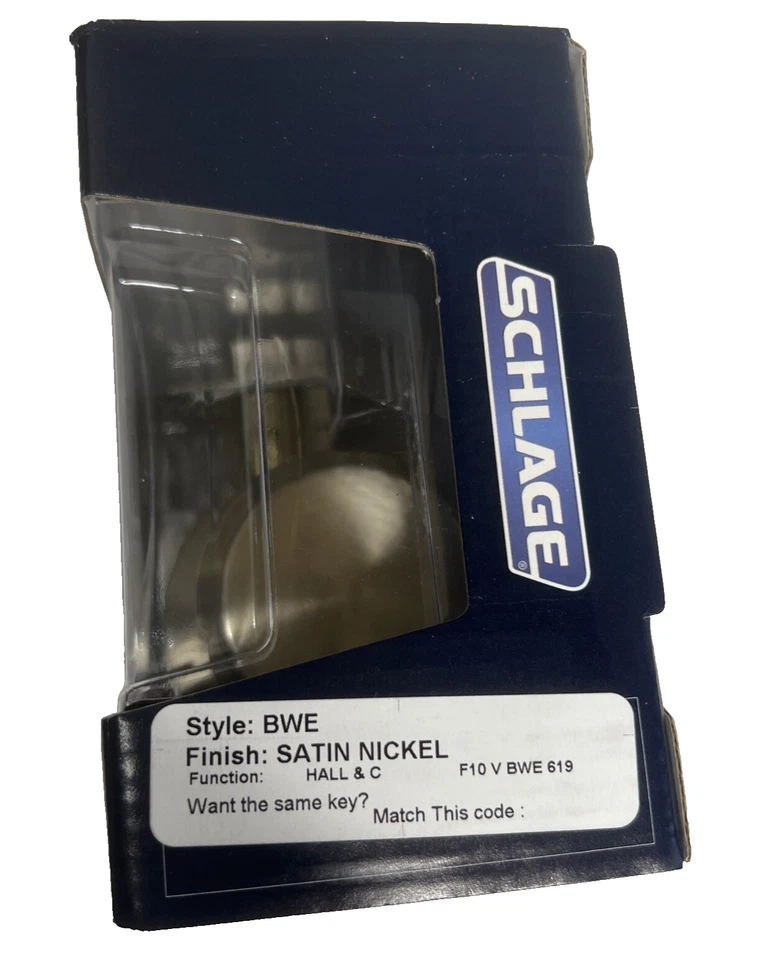 SCHLAGE®
Style: BWE
Finish: SATIN NICKEL
Function: HALL & C F10 V BWE 619
Want the same key? Match This code :